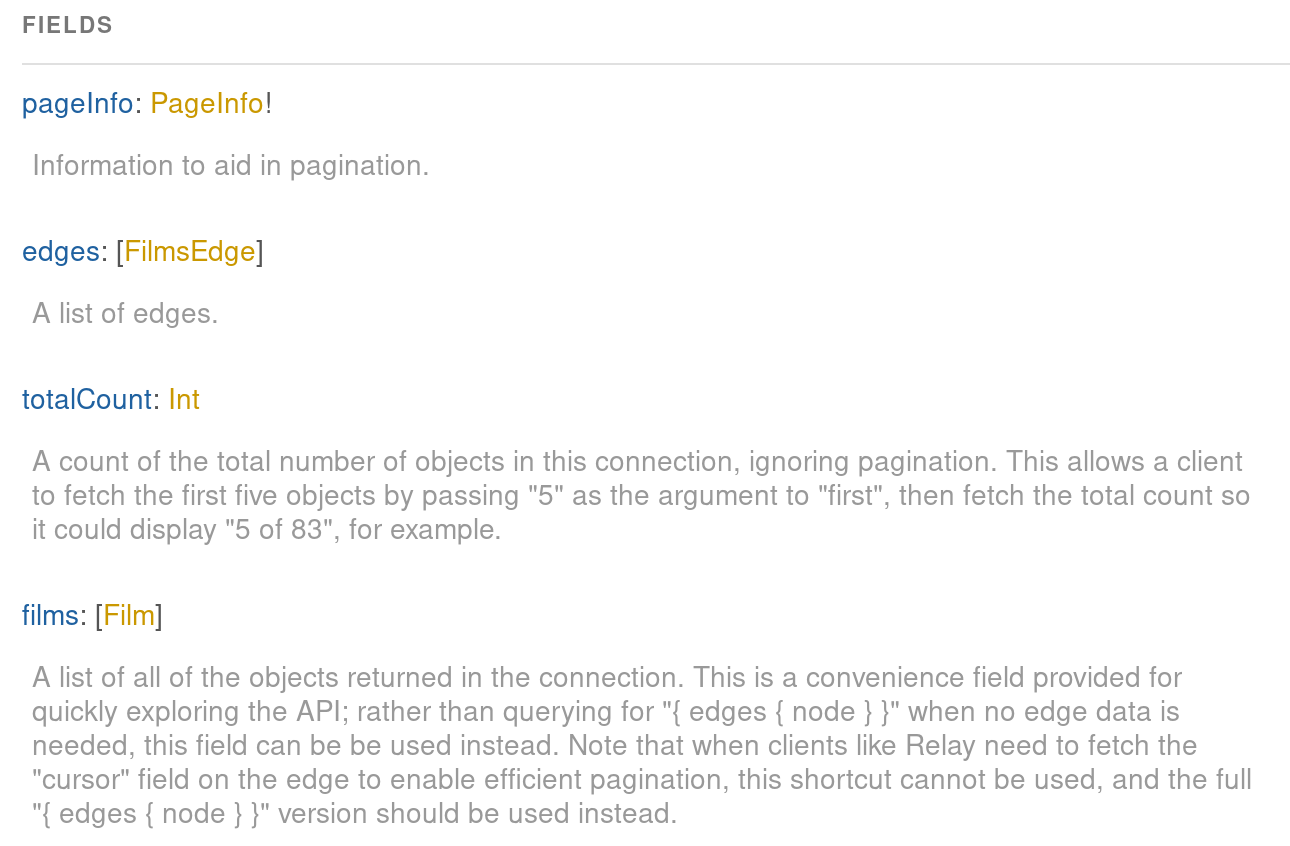 FIELDS
pageInfo: PageInfo!
Information to aid in pagination.
edges: [FilmsEdge]
A list of edges.
totalCount: Int
A count of the total number of objects in this connection, ignoring pagination. This allows a client
to fetch the first five objects by passing "5" as the argument to "first", then fetch the total count so
it could display "5 of 83", for example.
films: [Film]
A list of all of the objects returned in the connection. This is a convenience field provided for
quickly exploring the API; rather than querying for "{ edges { node } }" when no edge data is
needed, this field can be be used instead. Note that when clients like Relay need to fetch the
"cursor" field on the edge to enable efficient pagination, this shortcut cannot be used, and the full
"{ edges { node } }" version should be used instead.